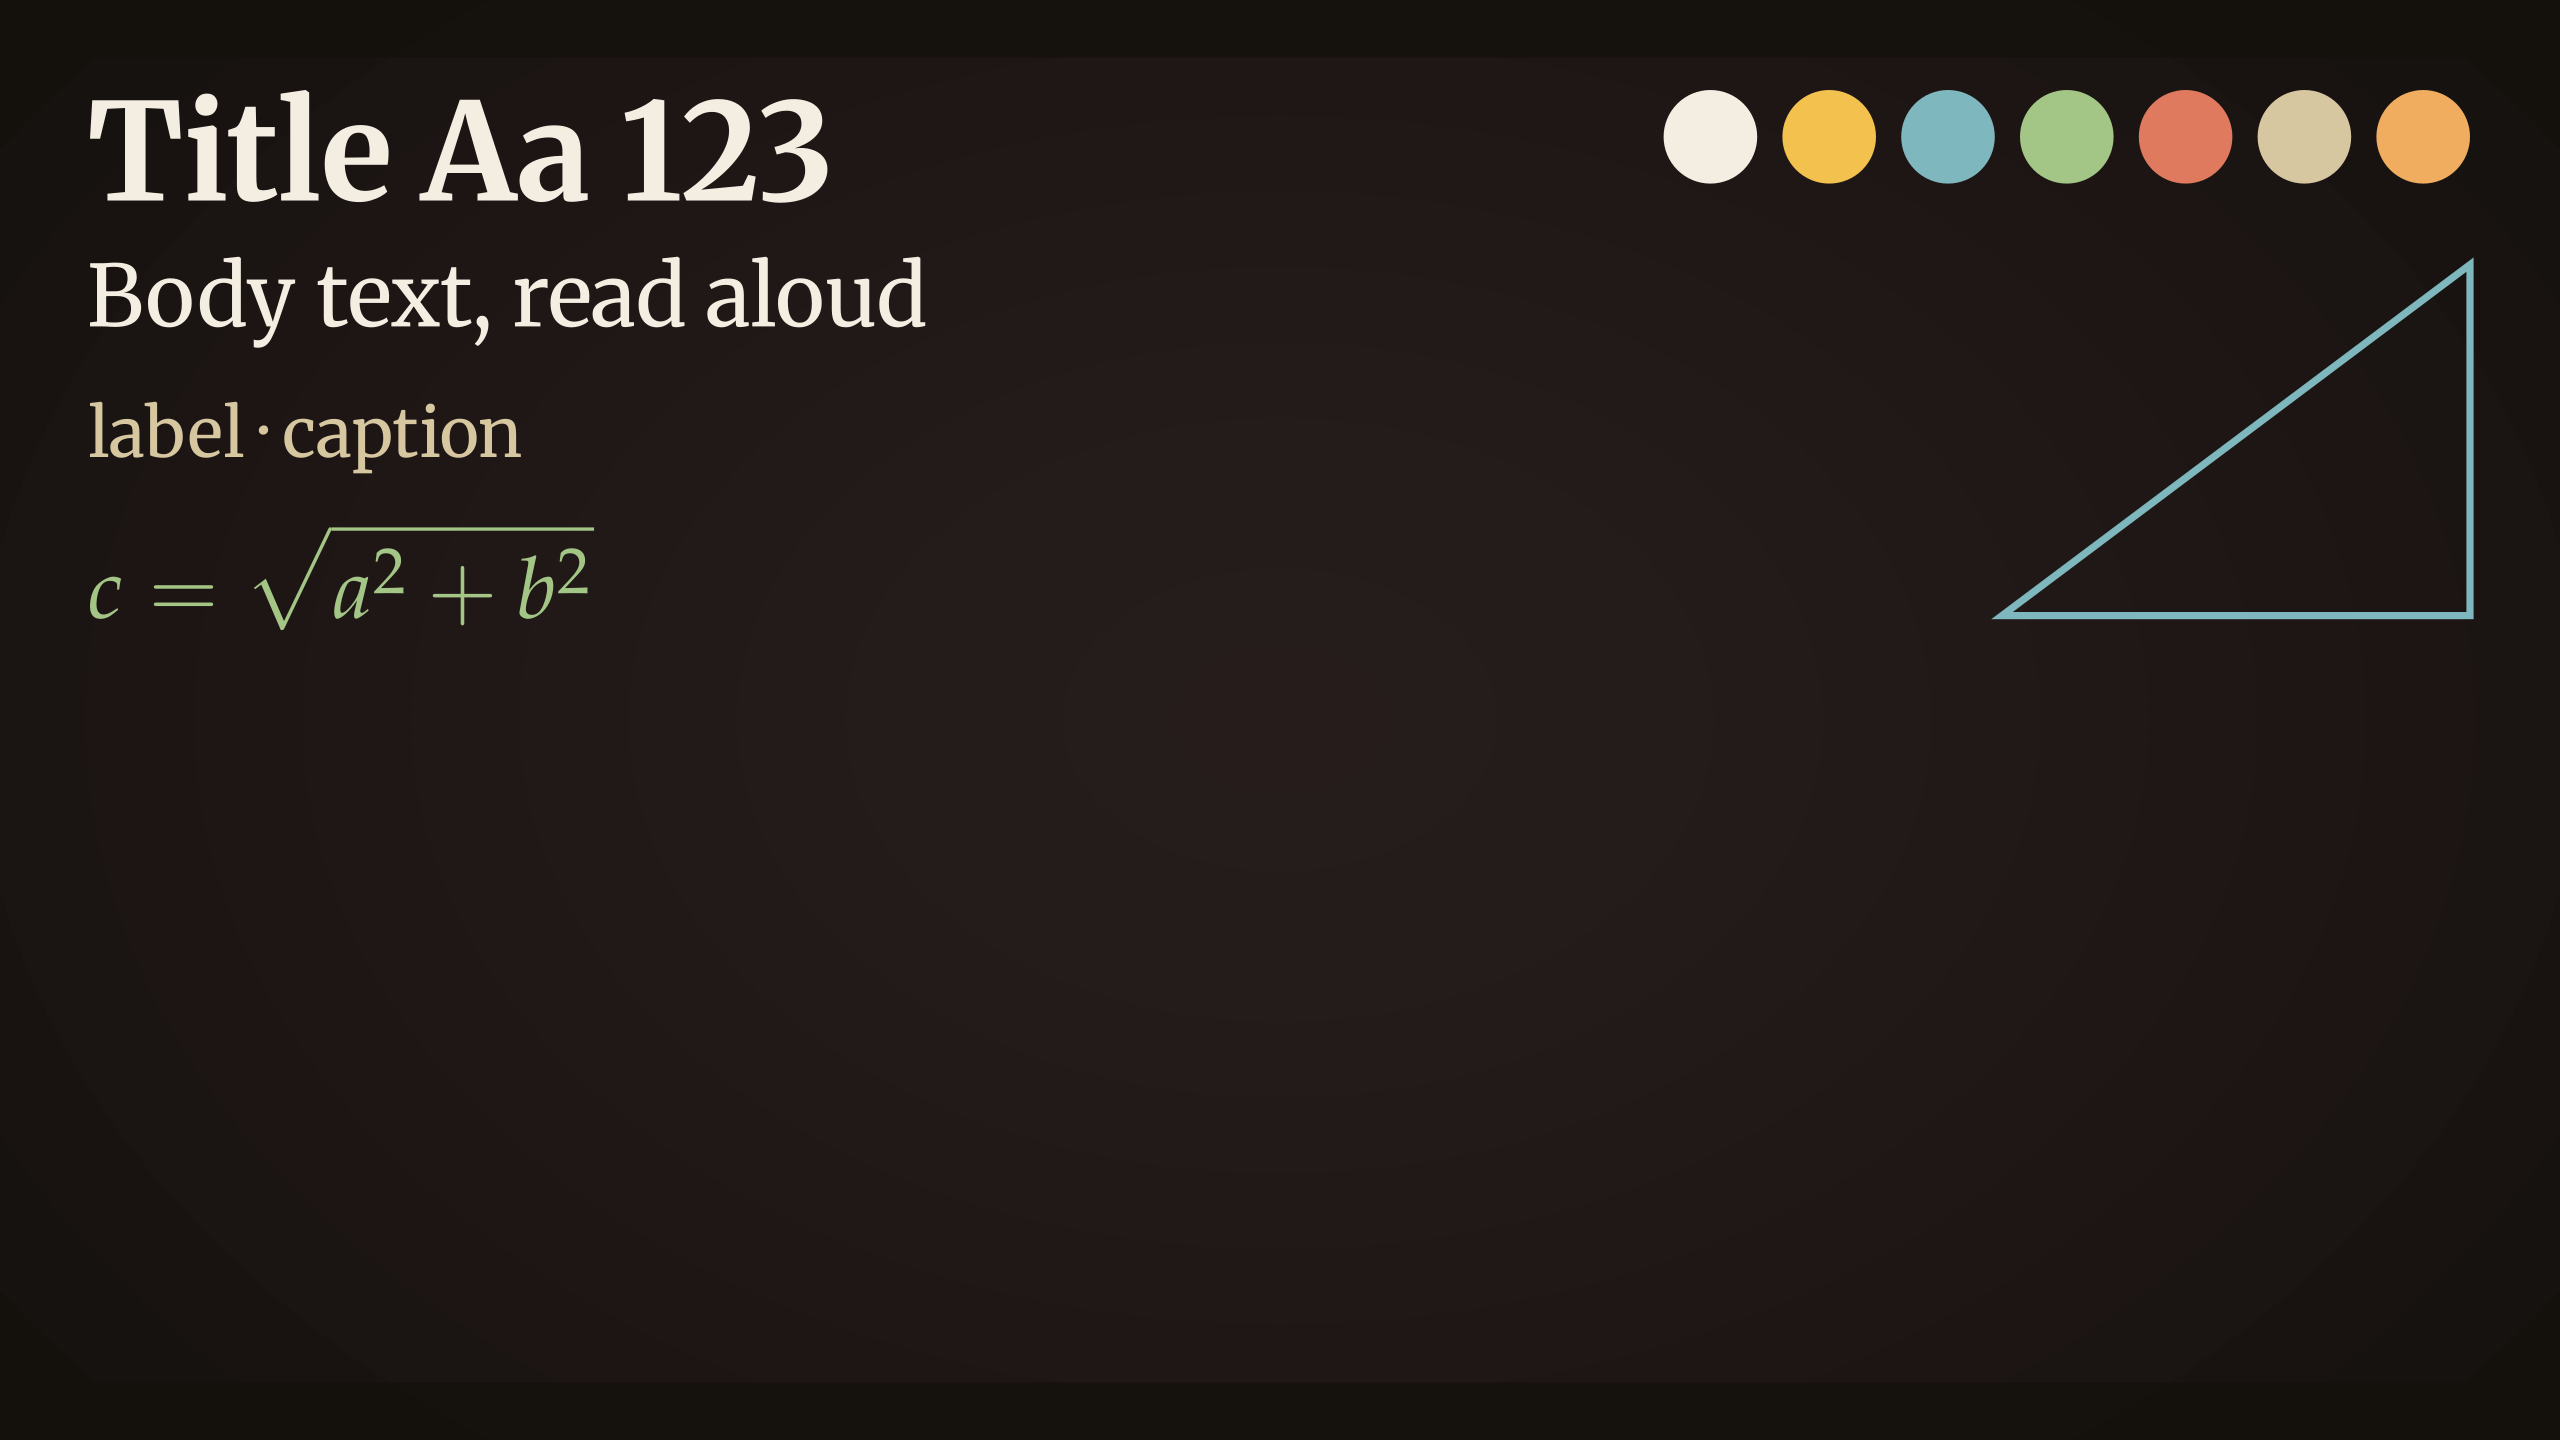 Title Aa 123
Body text, read aloud
label · caption
c = √(a² + b²)